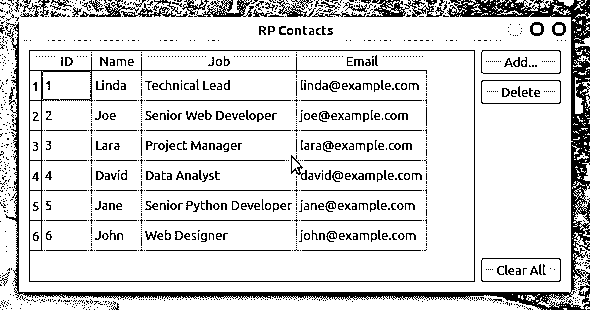 RP Contacts
ID Name Job Email
1 1 Linda Technical Lead linda@example.com
2 2 Joe Senior Web Developer joe@example.com
3 3 Lara Project Manager lara@example.com
4 4 David Data Analyst david@example.com
5 5 Jane Senior Python Developer jane@example.com
6 6 John Web Designer john@example.com
Add...
Delete
Clear All